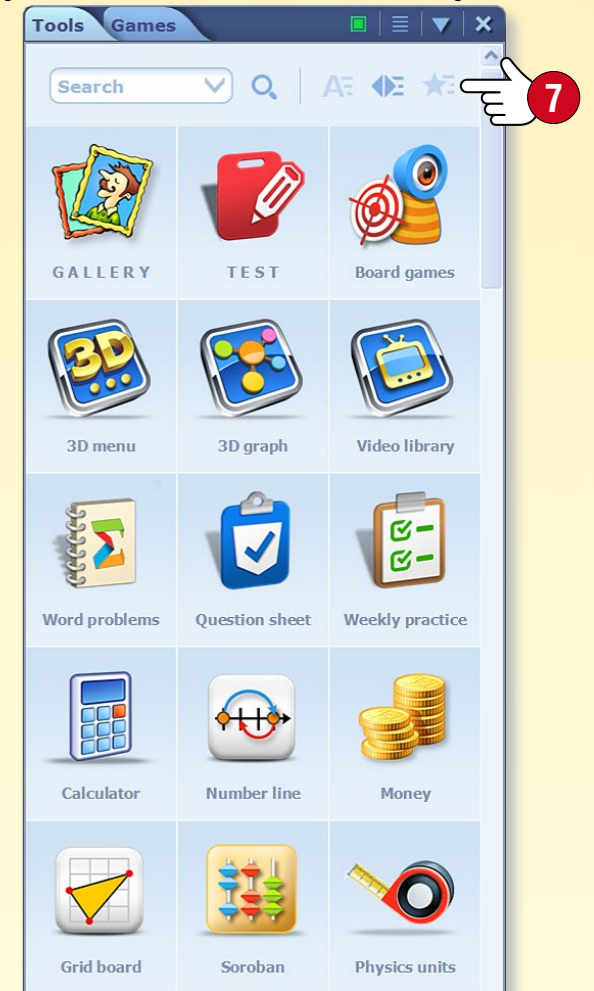 Tools Games
Search
A
7
GALLERY TEST Board games
3D
3D menu 3D graph Video library
Σ
Word problems Question sheet Weekly practice
Calculator Number line Money
Grid board Soroban Physics units